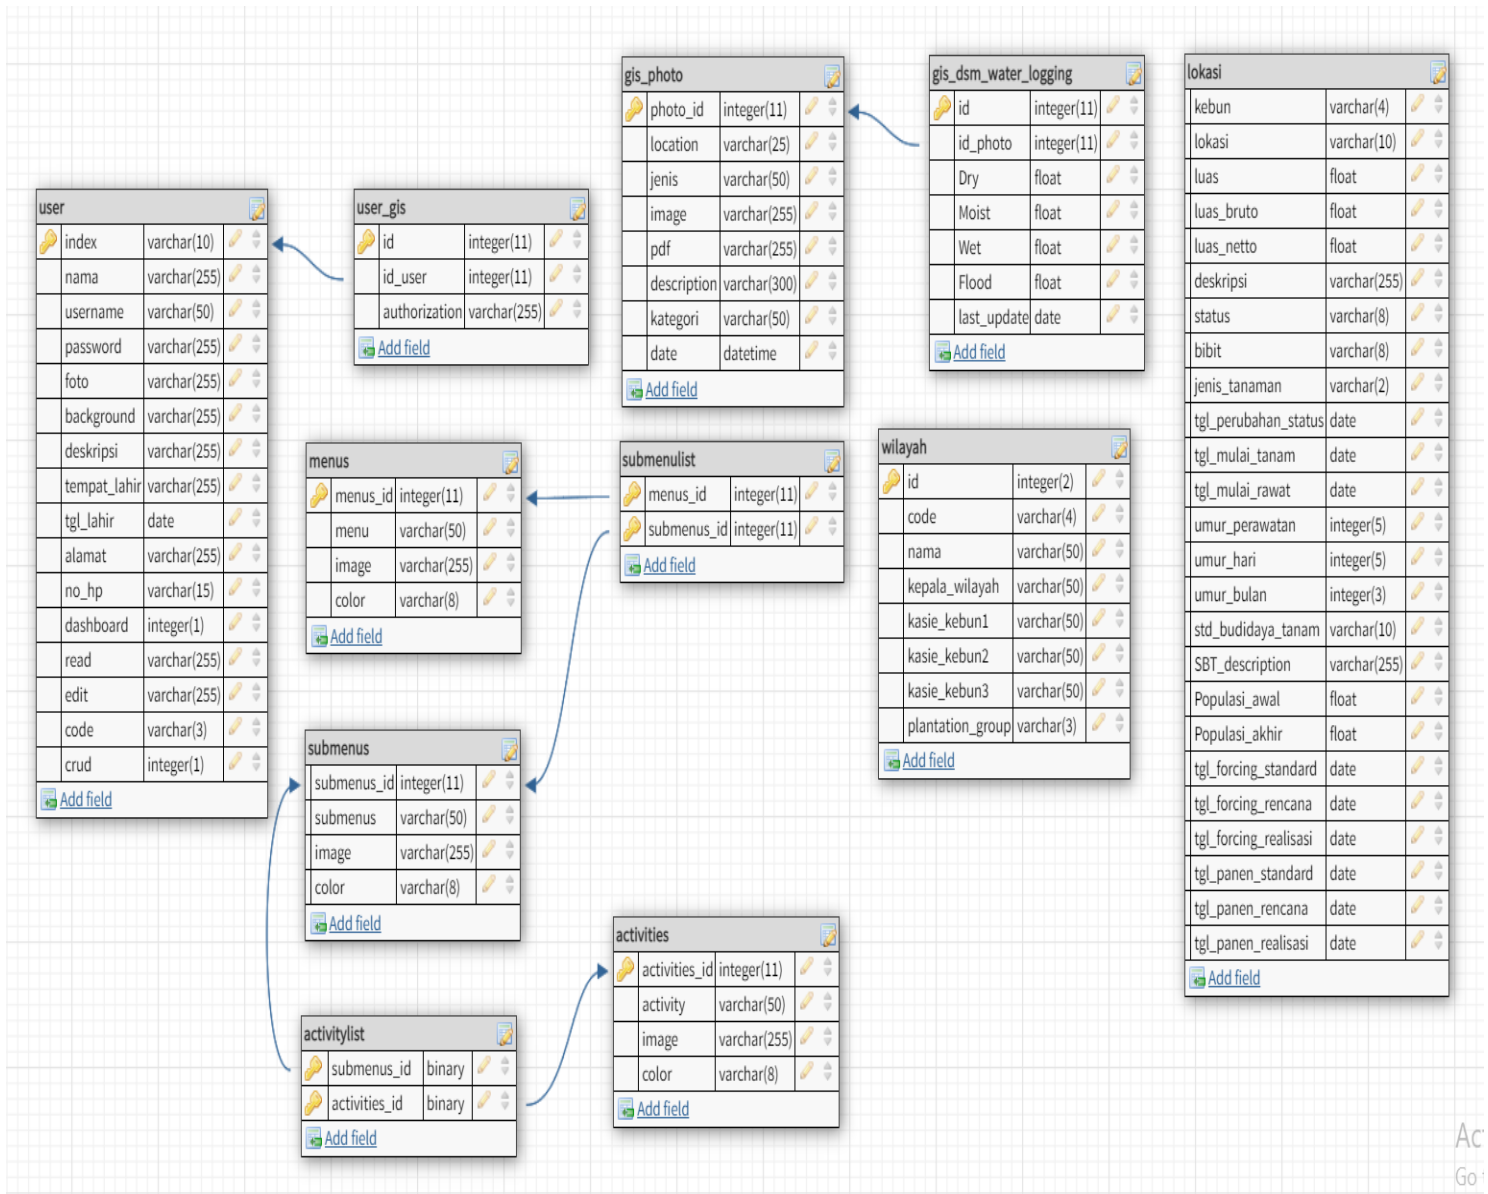 user
index varchar(10)
nama varchar(255)
username varchar(50)
password varchar(255)
foto varchar(255)
background varchar(255)
deskripsi varchar(255)
tempat_lahir varchar(255)
tgl_lahir date
alamat varchar(255)
no_hp varchar(15)
dashboard integer(1)
read varchar(255)
edit varchar(255)
code varchar(3)
crud integer(1)
Add field
user_gis
id integer(11)
id_user integer(11)
authorization varchar(255)
Add field
gis_photo
photo_id integer(11)
location varchar(25)
jenis varchar(50)
image varchar(255)
pdf varchar(255)
description varchar(300)
kategori varchar(50)
date datetime
Add field
gis_dsm_water_logging
id integer(11)
id_photo integer(11)
Dry float
Moist float
Wet float
Flood float
last_update date
Add field
lokasi
kebun varchar(4)
lokasi varchar(10)
luas float
luas_bruto float
luas_netto float
deskripsi varchar(255)
status varchar(8)
bibit varchar(8)
jenis_tanaman varchar(2)
tgl_perubahan_status date
tgl_mulai_tanam date
tgl_mulai_rawat date
umur_perawatan integer(5)
umur_hari integer(5)
umur_bulan integer(3)
std_budidaya_tanam varchar(10)
SBT_description varchar(255)
Populasi_awal float
Populasi_akhir float
tgl_forcing_standard date
tgl_forcing_rencana date
tgl_forcing_realisasi date
tgl_panen_standard date
tgl_panen_rencana date
tgl_panen_realisasi date
Add field
menus
menus_id integer(11)
menu varchar(50)
image varchar(255)
color varchar(8)
Add field
submenulist
menus_id integer(11)
submenus_id integer(11)
Add field
wilayah
id integer(2)
code varchar(4)
nama varchar(50)
kepala_wilayah varchar(50)
kasie_kebun1 varchar(50)
kasie_kebun2 varchar(50)
kasie_kebun3 varchar(50)
plantation_group varchar(3)
Add field
submenus
submenus_id integer(11)
submenus varchar(50)
image varchar(255)
color varchar(8)
Add field
activities
activities_id integer(11)
activity varchar(50)
image varchar(255)
color varchar(8)
Add field
activitylist
submenus_id binary
activities_id binary
Add field
Go